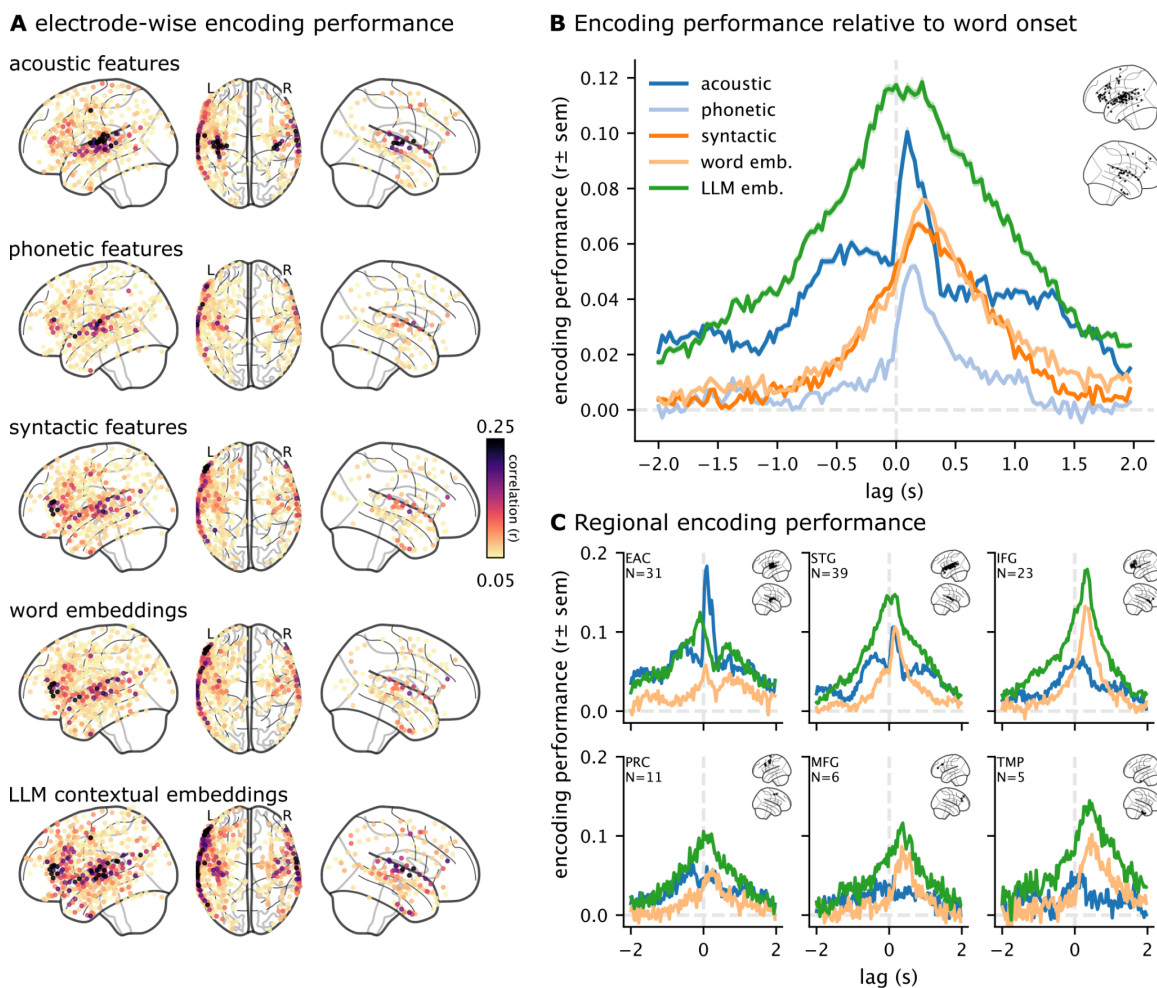 A electrode-wise encoding performance
acoustic features
L R
phonetic features
L R
syntactic features
L R
0.25
correlation (r)
0.05
word embeddings
L R
LLM contextual embeddings
L R
B Encoding performance relative to word onset
encoding performance (r± sem)
0.12
0.10
0.08
0.06
0.04
0.02
0.00
acoustic
phonetic
syntactic
word emb.
LLM emb.
−2.0 −1.5 −1.0 −0.5 0.0 0.5 1.0 1.5 2.0
lag (s)
C Regional encoding performance
encoding performance (r± sem)
0.2
0.1
0.0
EAC
N=31
STG
N=39
IFG
N=23
0.2
0.1
0.0
PRC
N=11
MFG
N=6
TMP
N=5
−2 0 2
−2 0 2
−2 0 2
lag (s)